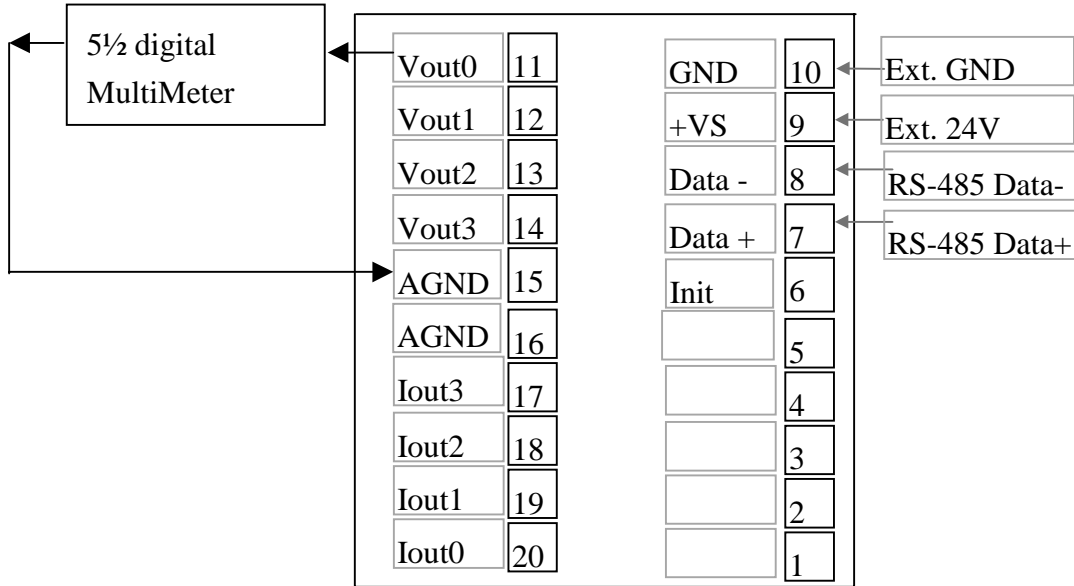 5½ digital
MultiMeter
Vout0 11
Vout1 12
Vout2 13
Vout3 14
AGND 15
AGND 16
Iout3 17
Iout2 18
Iout1 19
Iout0 20
GND 10 Ext. GND
+VS 9 Ext. 24V
Data - 8 RS-485 Data-
Data + 7 RS-485 Data+
Init 6
5
4
3
2
1